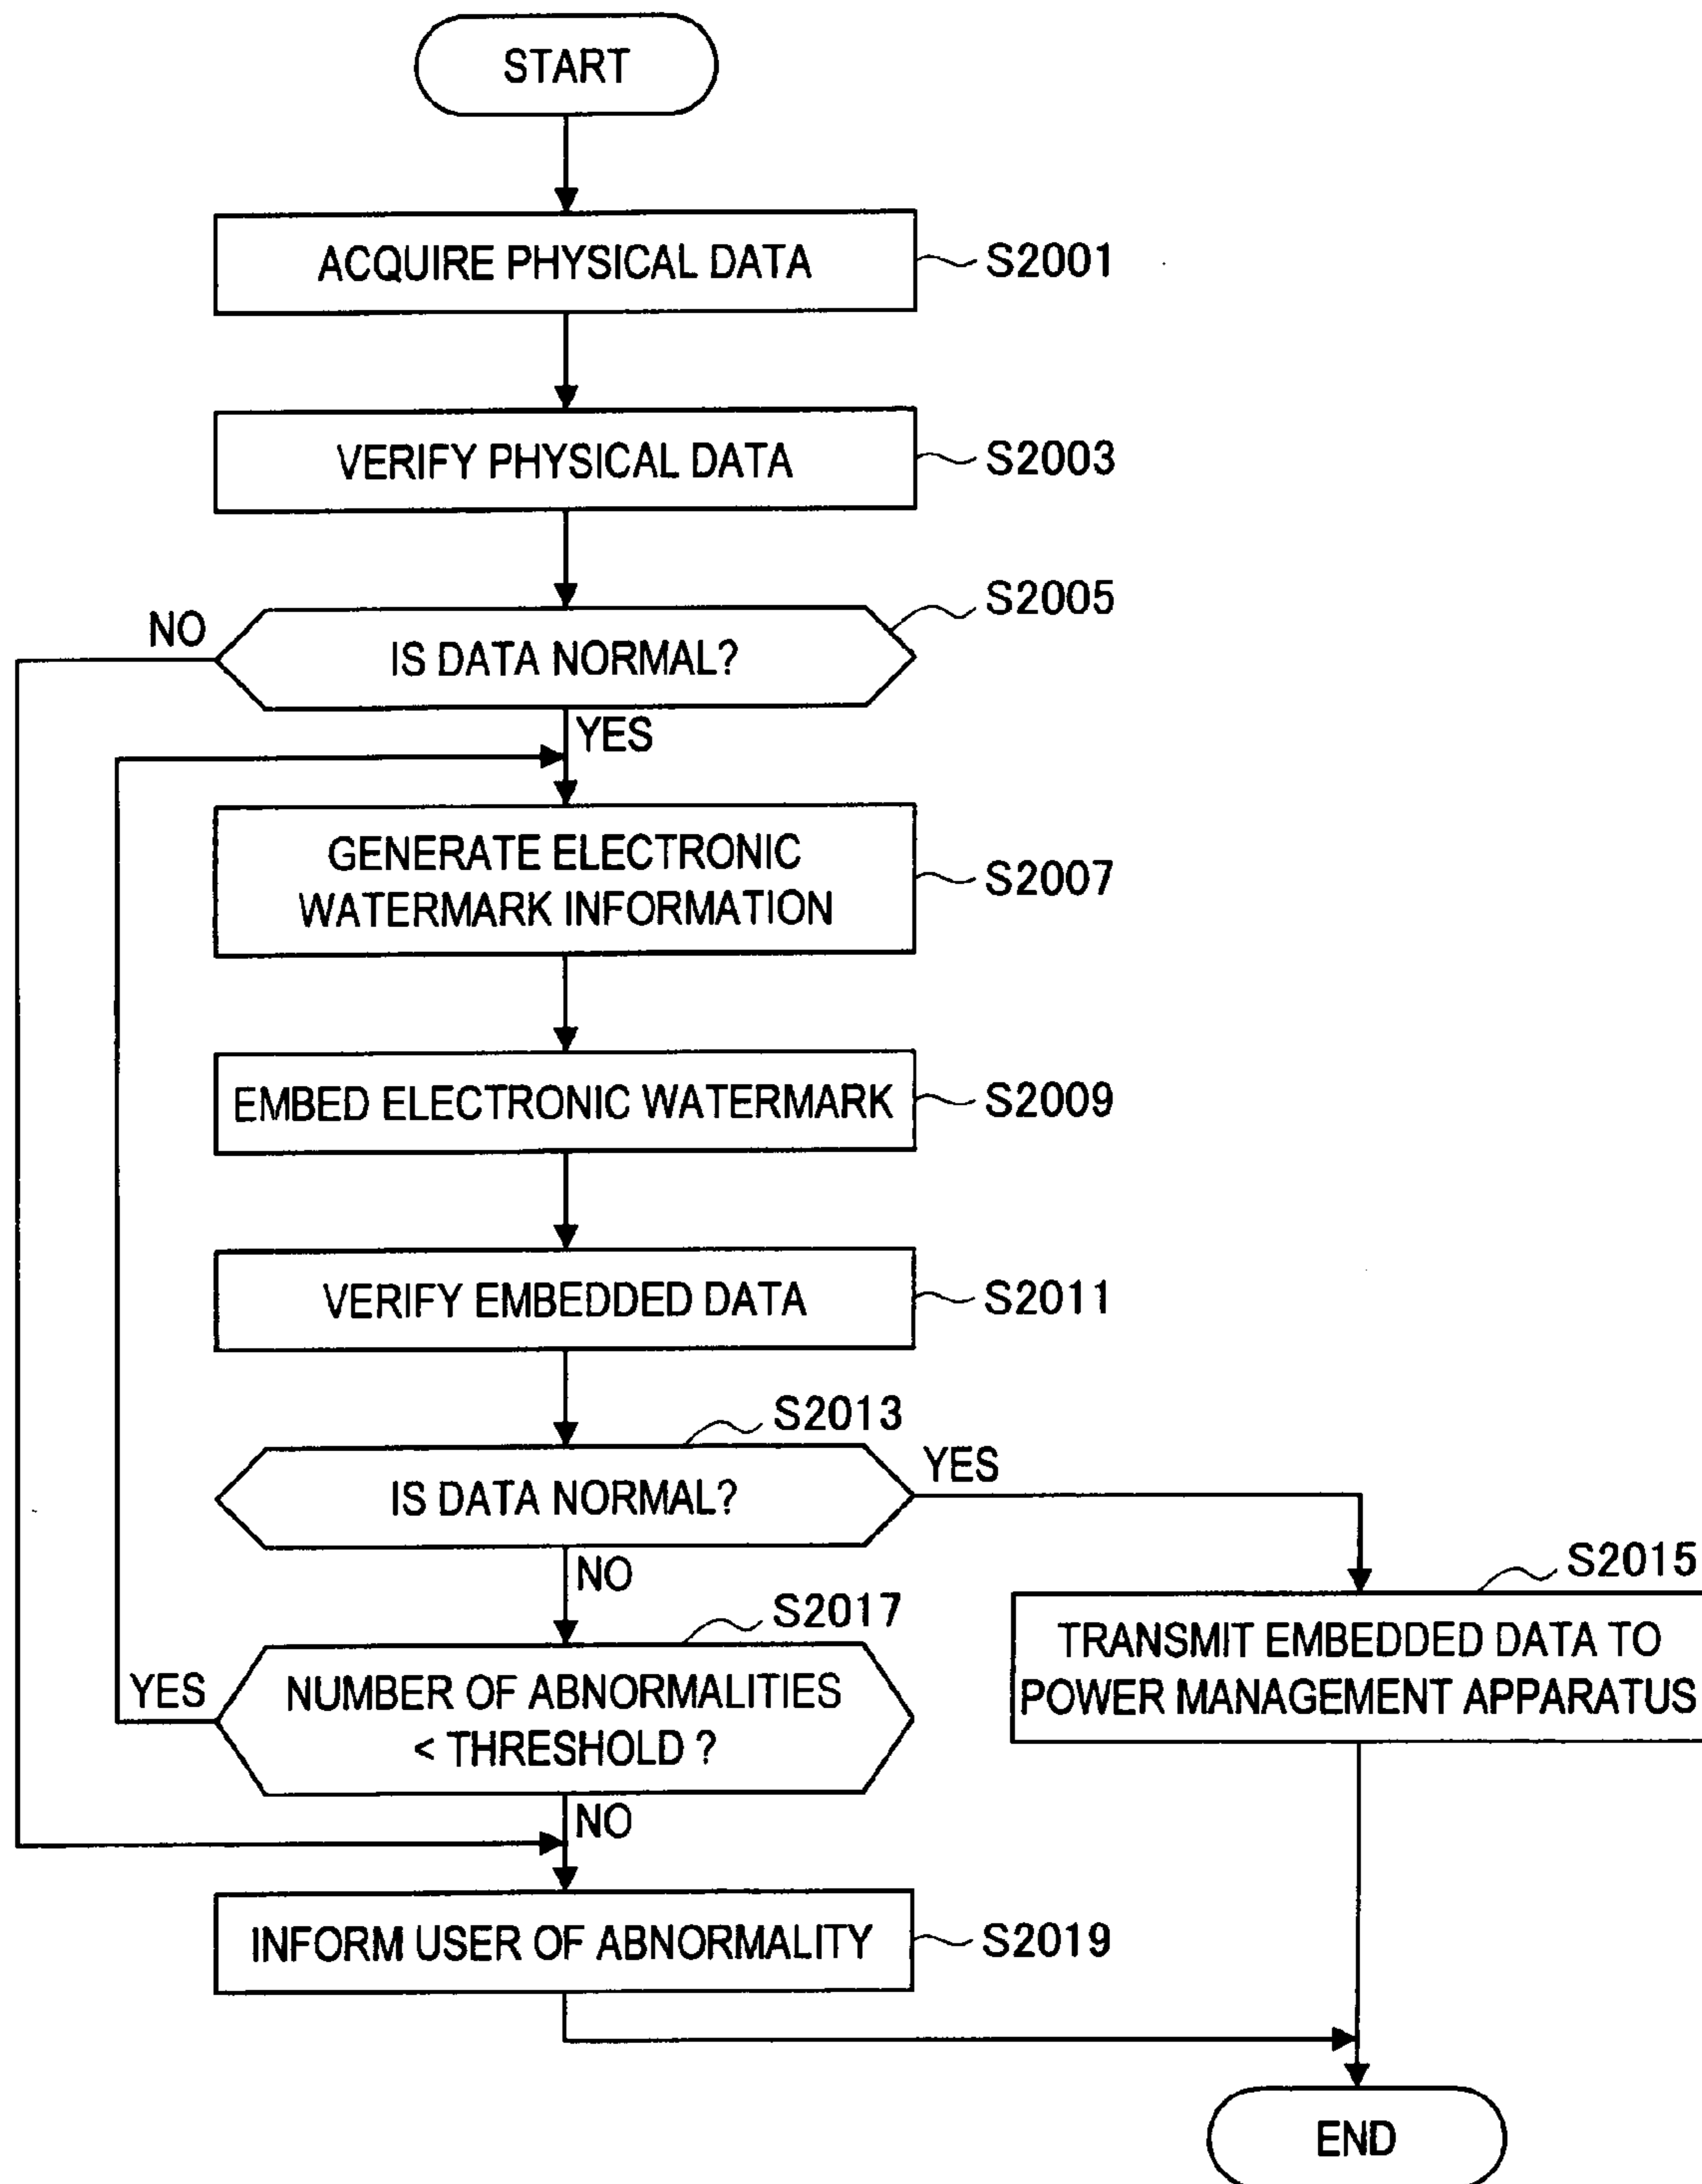 START
ACQUIRE PHYSICAL DATA
S2001
VERIFY PHYSICAL DATA
S2003
S2005
NO
IS DATA NORMAL?
YES
GENERATE ELECTRONIC
WATERMARK INFORMATION
S2007
EMBED ELECTRONIC WATERMARK
S2009
VERIFY EMBEDDED DATA
S2011
S2013
IS DATA NORMAL?
YES
NO
S2015
TRANSMIT EMBEDDED DATA TO
POWER MANAGEMENT APPARATUS
S2017
YES
NUMBER OF ABNORMALITIES
< THRESHOLD ?
NO
INFORM USER OF ABNORMALITY
S2019
END